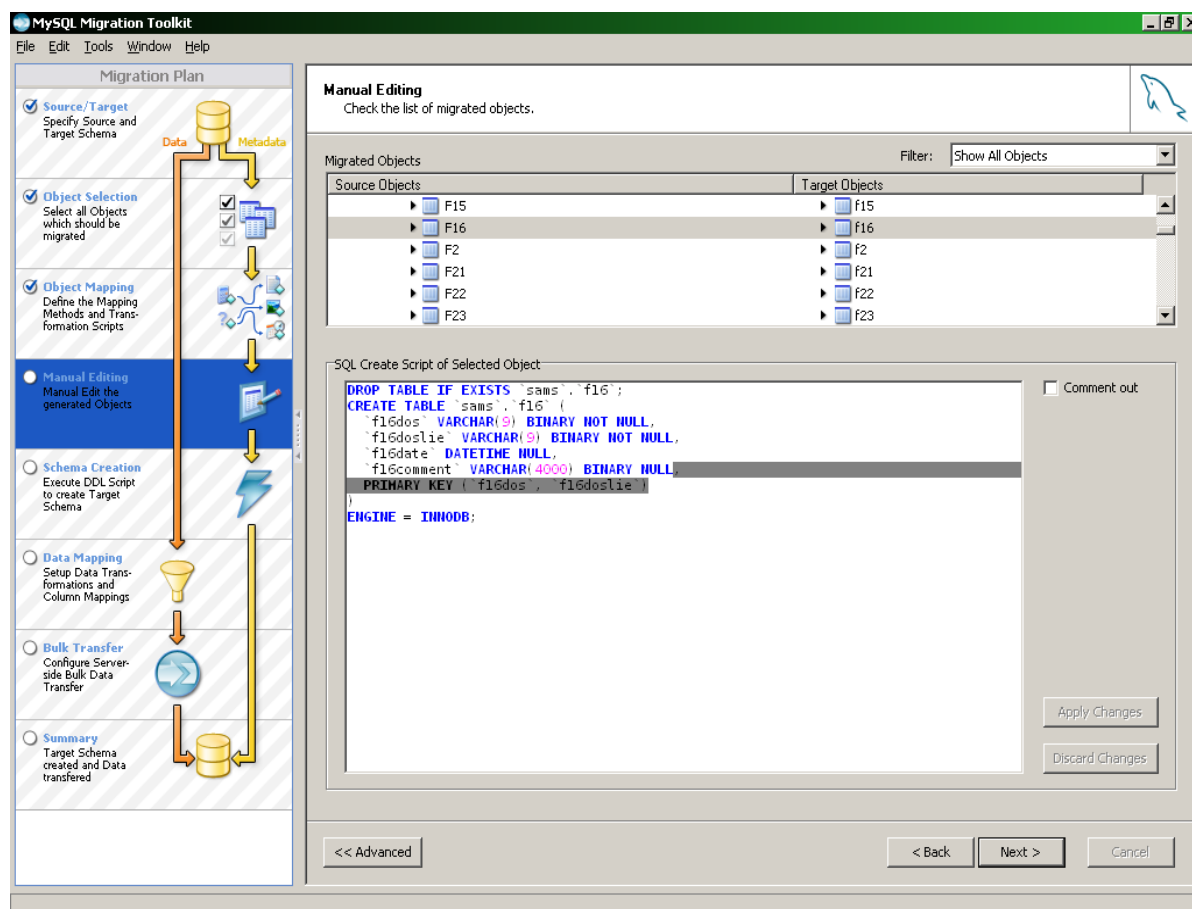 MySQL Migration Toolkit
File Edit Tools Window Help
Migration Plan
Source/Target
Specify Source and
Target Schema
Data
Metadata
Object Selection
Select all Objects
which should be
migrated
Object Mapping
Define the Mapping
Methods and Trans-
formation Scripts
Manual Editing
Manual Edit the
generated Objects
Schema Creation
Execute DDL Script
to create Target
Schema
Data Mapping
Setup Data Trans-
formations and
Column Mappings
Bulk Transfer
Configure Server-
side Bulk Data
Transfer
Summary
Target Schema
created and Data
transfered
Manual Editing
Check the list of migrated objects.
Migrated Objects
Filter: Show All Objects
Source Objects Target Objects
F15 f15
F16 f16
F2 f2
F21 f21
F22 f22
F23 f23
SQL Create Script of Selected Object
DROP TABLE IF EXISTS `sams`.`f16`;
CREATE TABLE `sams`.`f16` (
`f16dos` VARCHAR(9) BINARY NOT NULL,
`f16doslie` VARCHAR(9) BINARY NOT NULL,
`f16date` DATETIME NULL,
`f16comment` VARCHAR(4000) BINARY NULL,
PRIMARY KEY (`f16dos`, `f16doslie`)
)
ENGINE = INNODB;
Comment out
Apply Changes
Discard Changes
<< Advanced
< Back
Next >
Cancel